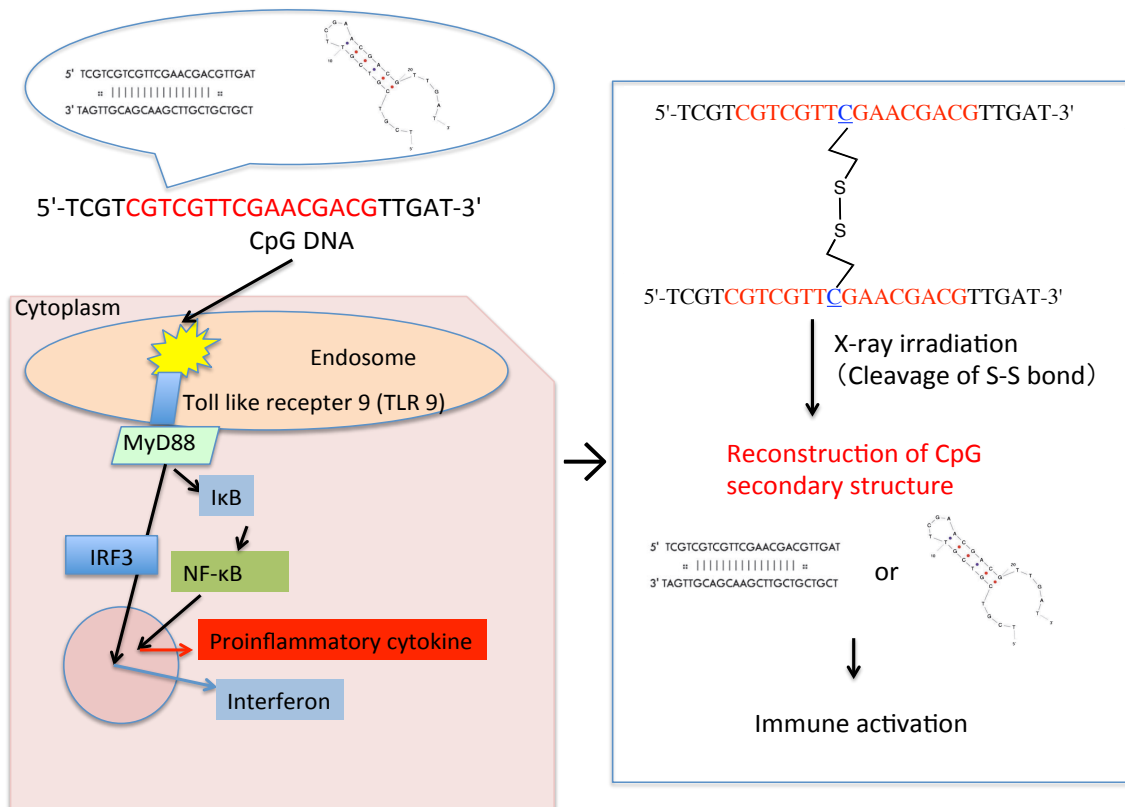 5' TCGTCGTCGTTCGAACGACGTTGAT
:: |||||||||||||||| ::
3' TAGTTGCAGCAAGCTTGCTGCTGCT
5'-TCGTCGTCGTTCGAACGACGTTGAT-3'
CpG DNA
Cytoplasm
Endosome
Toll like recepter 9 (TLR 9)
MyD88
IκB
IRF3
NF-κB
Proinflammatory cytokine
Interferon
5'-TCGTCGTCGTTCGAACGACGTTGAT-3'
S
S
5'-TCGTCGTCGTTCGAACGACGTTGAT-3'
X-ray irradiation
(Cleavage of S-S bond)
Reconstruction of CpG
secondary structure
5' TCGTCGTCGTTCGAACGACGTTGAT
:: |||||||||||||||| ::
3' TAGTTGCAGCAAGCTTGCTGCTGCT
or
Immune activation